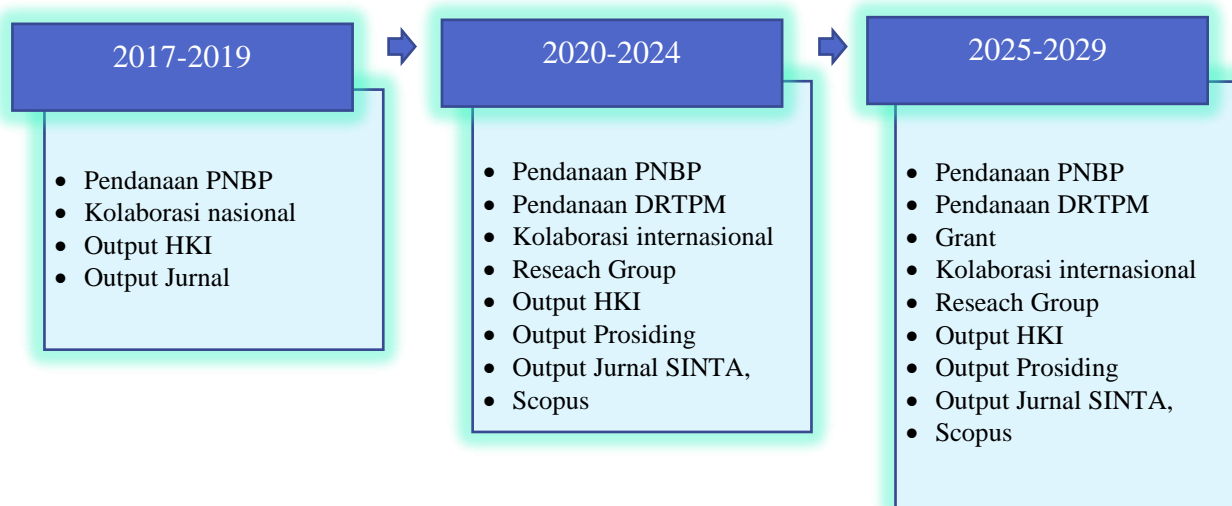 2017-2019
• Pendanaan PNBP
• Kolaborasi nasional
• Output HKI
• Output Jurnal
2020-2024
• Pendanaan PNBP
• Pendanaan DRTPM
• Kolaborasi internasional
• Reseach Group
• Output HKI
• Output Prosiding
• Output Jurnal SINTA,
• Scopus
2025-2029
• Pendanaan PNBP
• Pendanaan DRTPM
• Grant
• Kolaborasi internasional
• Reseach Group
• Output HKI
• Output Prosiding
• Output Jurnal SINTA,
• Scopus